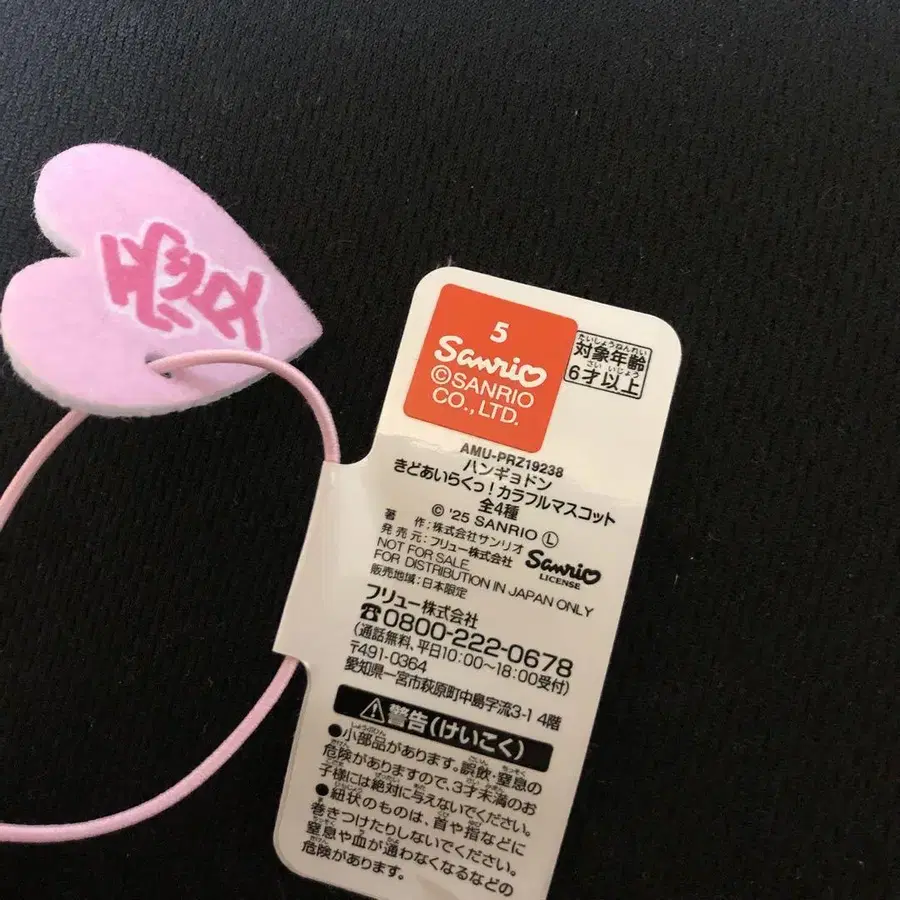 5
Sanrio
©SANRIO
CO.,LTD.
たいしょうねんれい
対象年齢
さい いじょう
6才以上
AMU-PRZ19238
ハンギョドン
きどあいらくっ!カラフルマスコット
全4種
© '25 SANRIO Ⓛ
著 作:株式会社サンリオ
発売元:フリュー株式会社
Sanrio
LICENSE
NOT FOR SALE
FOR DISTRIBUTION IN JAPAN ONLY
販売地域:日本限定
フリュー株式会社
☎0800-222-0678
(通話無料、平日10:00〜18:00受付)
〒491-0364
愛知県一宮市萩原町中島字流3-1 4階
⚠警告(けいこく)
●小部品があります。誤飲・窒息の
危険がありますので、3才未満のお
子様には絶対に与えないでください。
●紐状のものは、首や指などに
巻きつけたりしないでください。
窒息や血が通わなくなるなどの
危険があります。